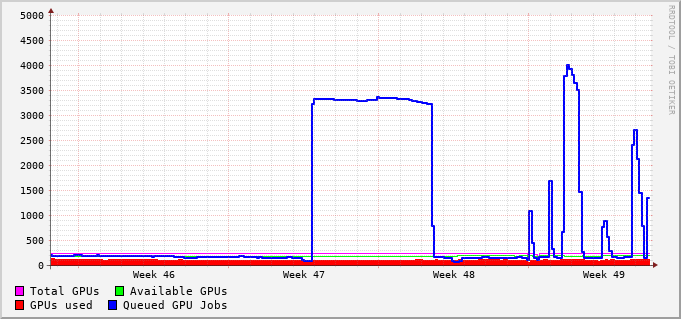 5000
4500
4000
3500
3000
2500
2000
1500
1000
500
0
Week 46 Week 47 Week 48 Week 49
Total GPUs Available GPUs
GPUs used Queued GPU Jobs
RRDTOOL / TOBI OETIKER